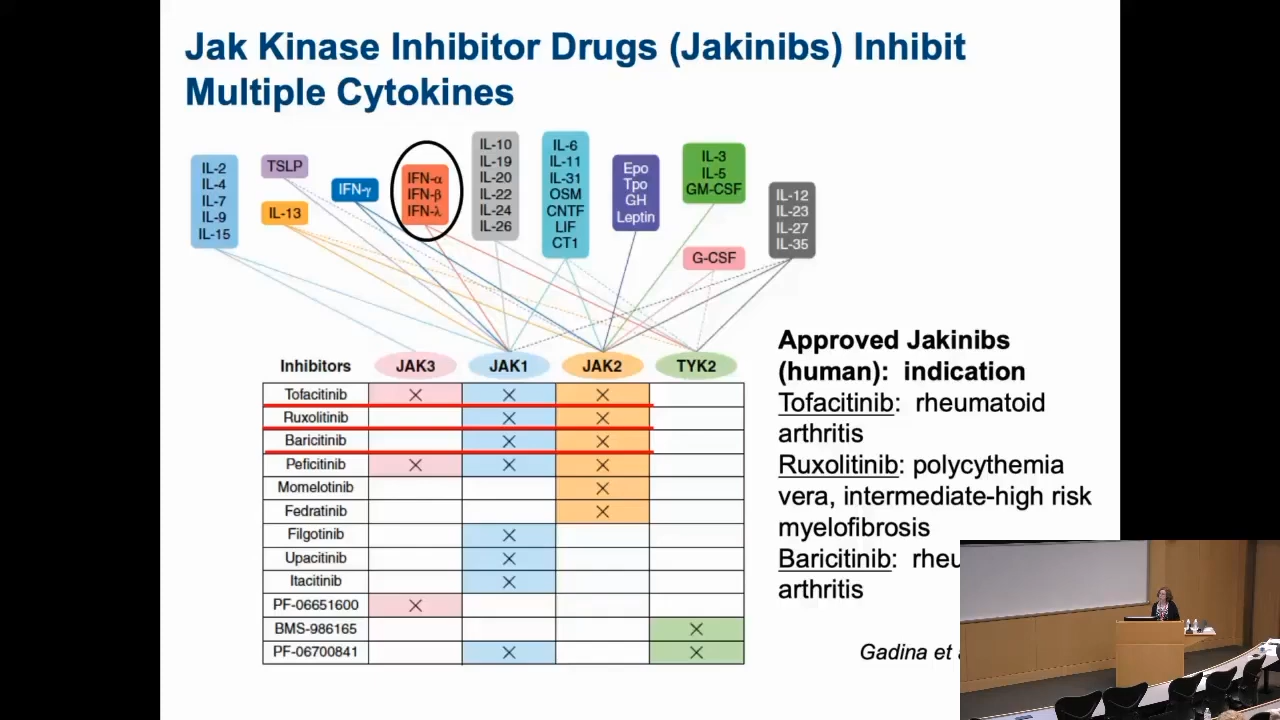 Jak Kinase Inhibitor Drugs (Jakinibs) Inhibit
Multiple Cytokines
IL-2
IL-4
IL-7
IL-9
IL-15
TSLP
IL-13
IFN-γ
IFN-α
IFN-β
IFN-λ
IL-10
IL-19
IL-20
IL-22
IL-24
IL-26
IL-6
IL-11
IL-31
OSM
CNTF
LIF
CT1
Epo
Tpo
GH
Leptin
IL-3
IL-5
GM-CSF
G-CSF
IL-12
IL-23
IL-27
IL-35
Inhibitors JAK3 JAK1 JAK2 TYK2
Tofacitinib × × ×
Ruxolitinib × ×
Baricitinib × ×
Peficitinib × × ×
Momelotinib ×
Fedratinib ×
Filgotinib ×
Upacitinib ×
Itacitinib ×
PF-06651600 ×
BMS-986165 ×
PF-06700841 × ×
Approved Jakinibs
(human): indication
Tofacitinib: rheumatoid
arthritis
Ruxolitinib: polycythemia
vera, intermediate-high risk
myelofibrosis
Baricitinib: rheu
arthritis
Gadina et